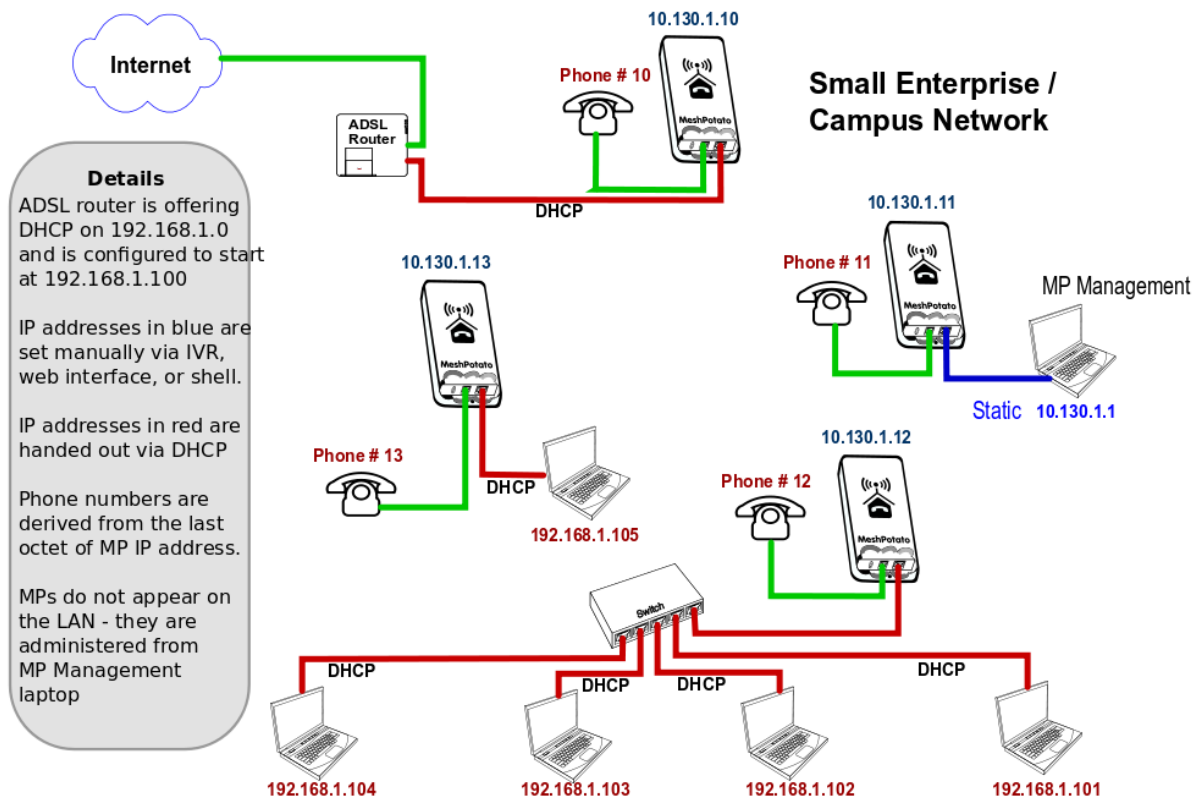 10.130.1.10
Internet
Phone # 10
Small Enterprise /
Campus Network
MeshPotato
ADSL
Router
DHCP
Details
ADSL router is offering
DHCP on 192.168.1.0
and is configured to start
at 192.168.1.100
IP addresses in blue are
set manually via IVR,
web interface, or shell.
IP addresses in red are
handed out via DHCP
Phone numbers are
derived from the last
octet of MP IP address.
MPs do not appear on
the LAN - they are
administered from
MP Management
laptop
10.130.1.11
Phone # 11
MeshPotato
MP Management
Static 10.130.1.1
10.130.1.13
MeshPotato
Phone # 13
DHCP
192.168.1.105
10.130.1.12
Phone # 12
MeshPotato
Switch
DHCP
DHCP
DHCP
DHCP
192.168.1.104
192.168.1.103
192.168.1.102
192.168.1.101